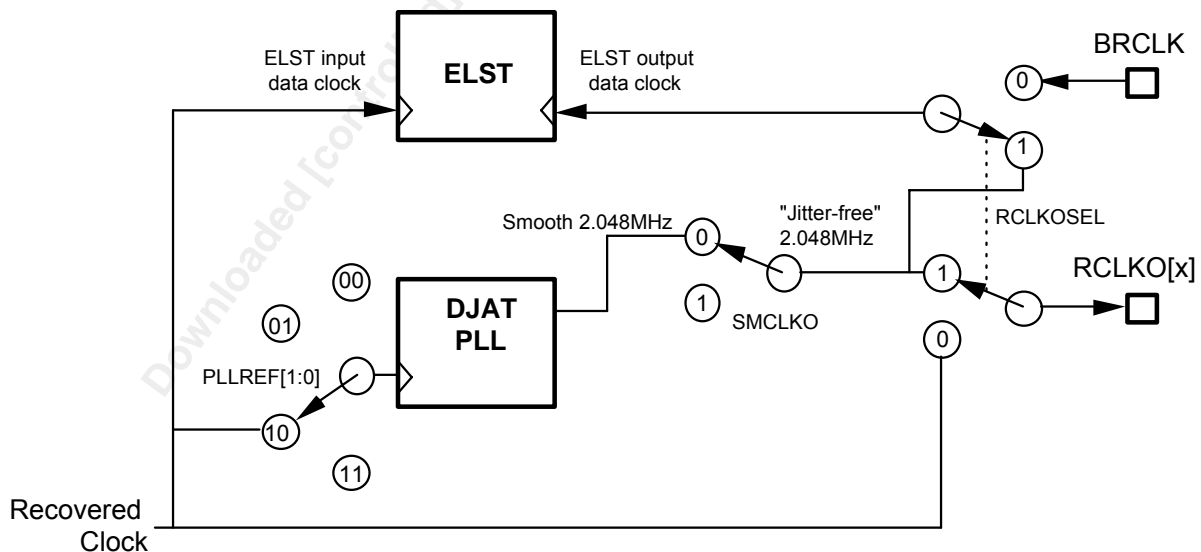 BRCLK
ELST input
data clock
ELST
ELST output
data clock
0
1
Smooth 2.048MHz
0
"Jitter-free"
2.048MHz
RCLKOSEL
00
01
DJAT
PLL
1
SMCLKO
1
RCLKO[x]
0
PLLREF[1:0]
10
11
Recovered
Clock